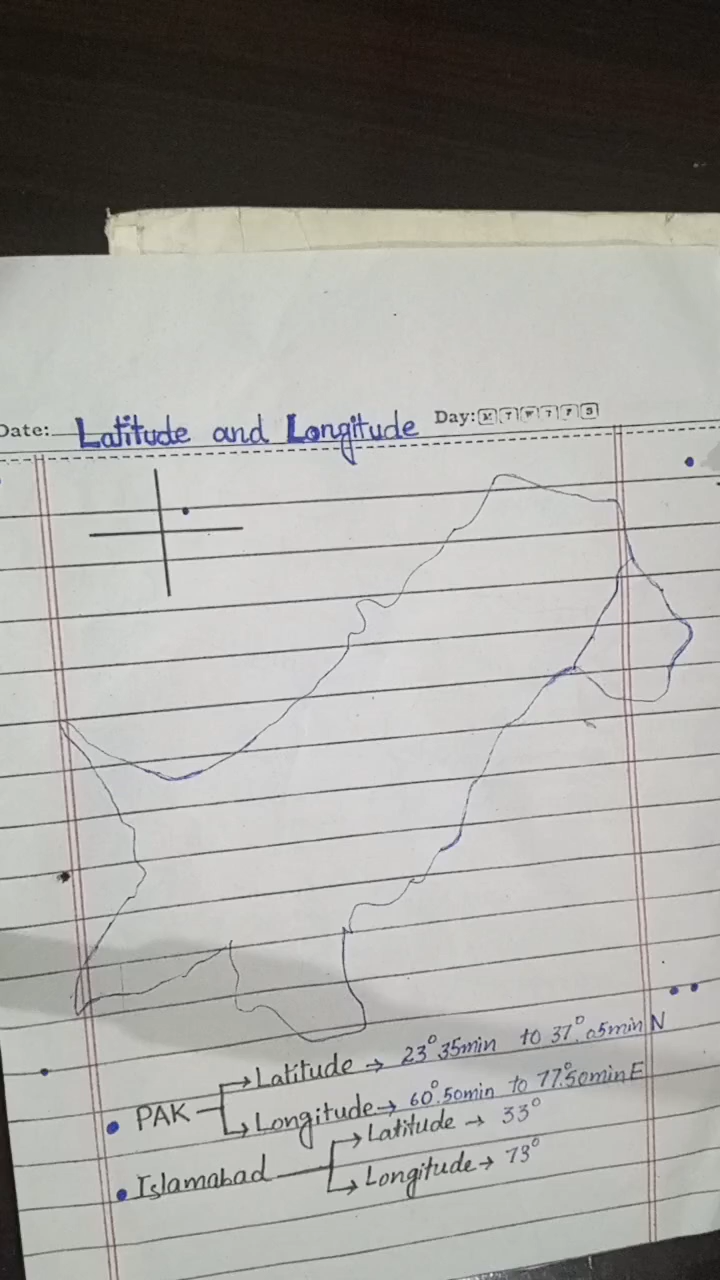 Date: Latitude and Longitude Day: M T W T F S
PAK → Latitude → 23° 35min to 37°.05min N
→ Longitude → 60°.50min to 77°.50min E
Islamabad → Latitude → 33°
→ Longitude → 73°